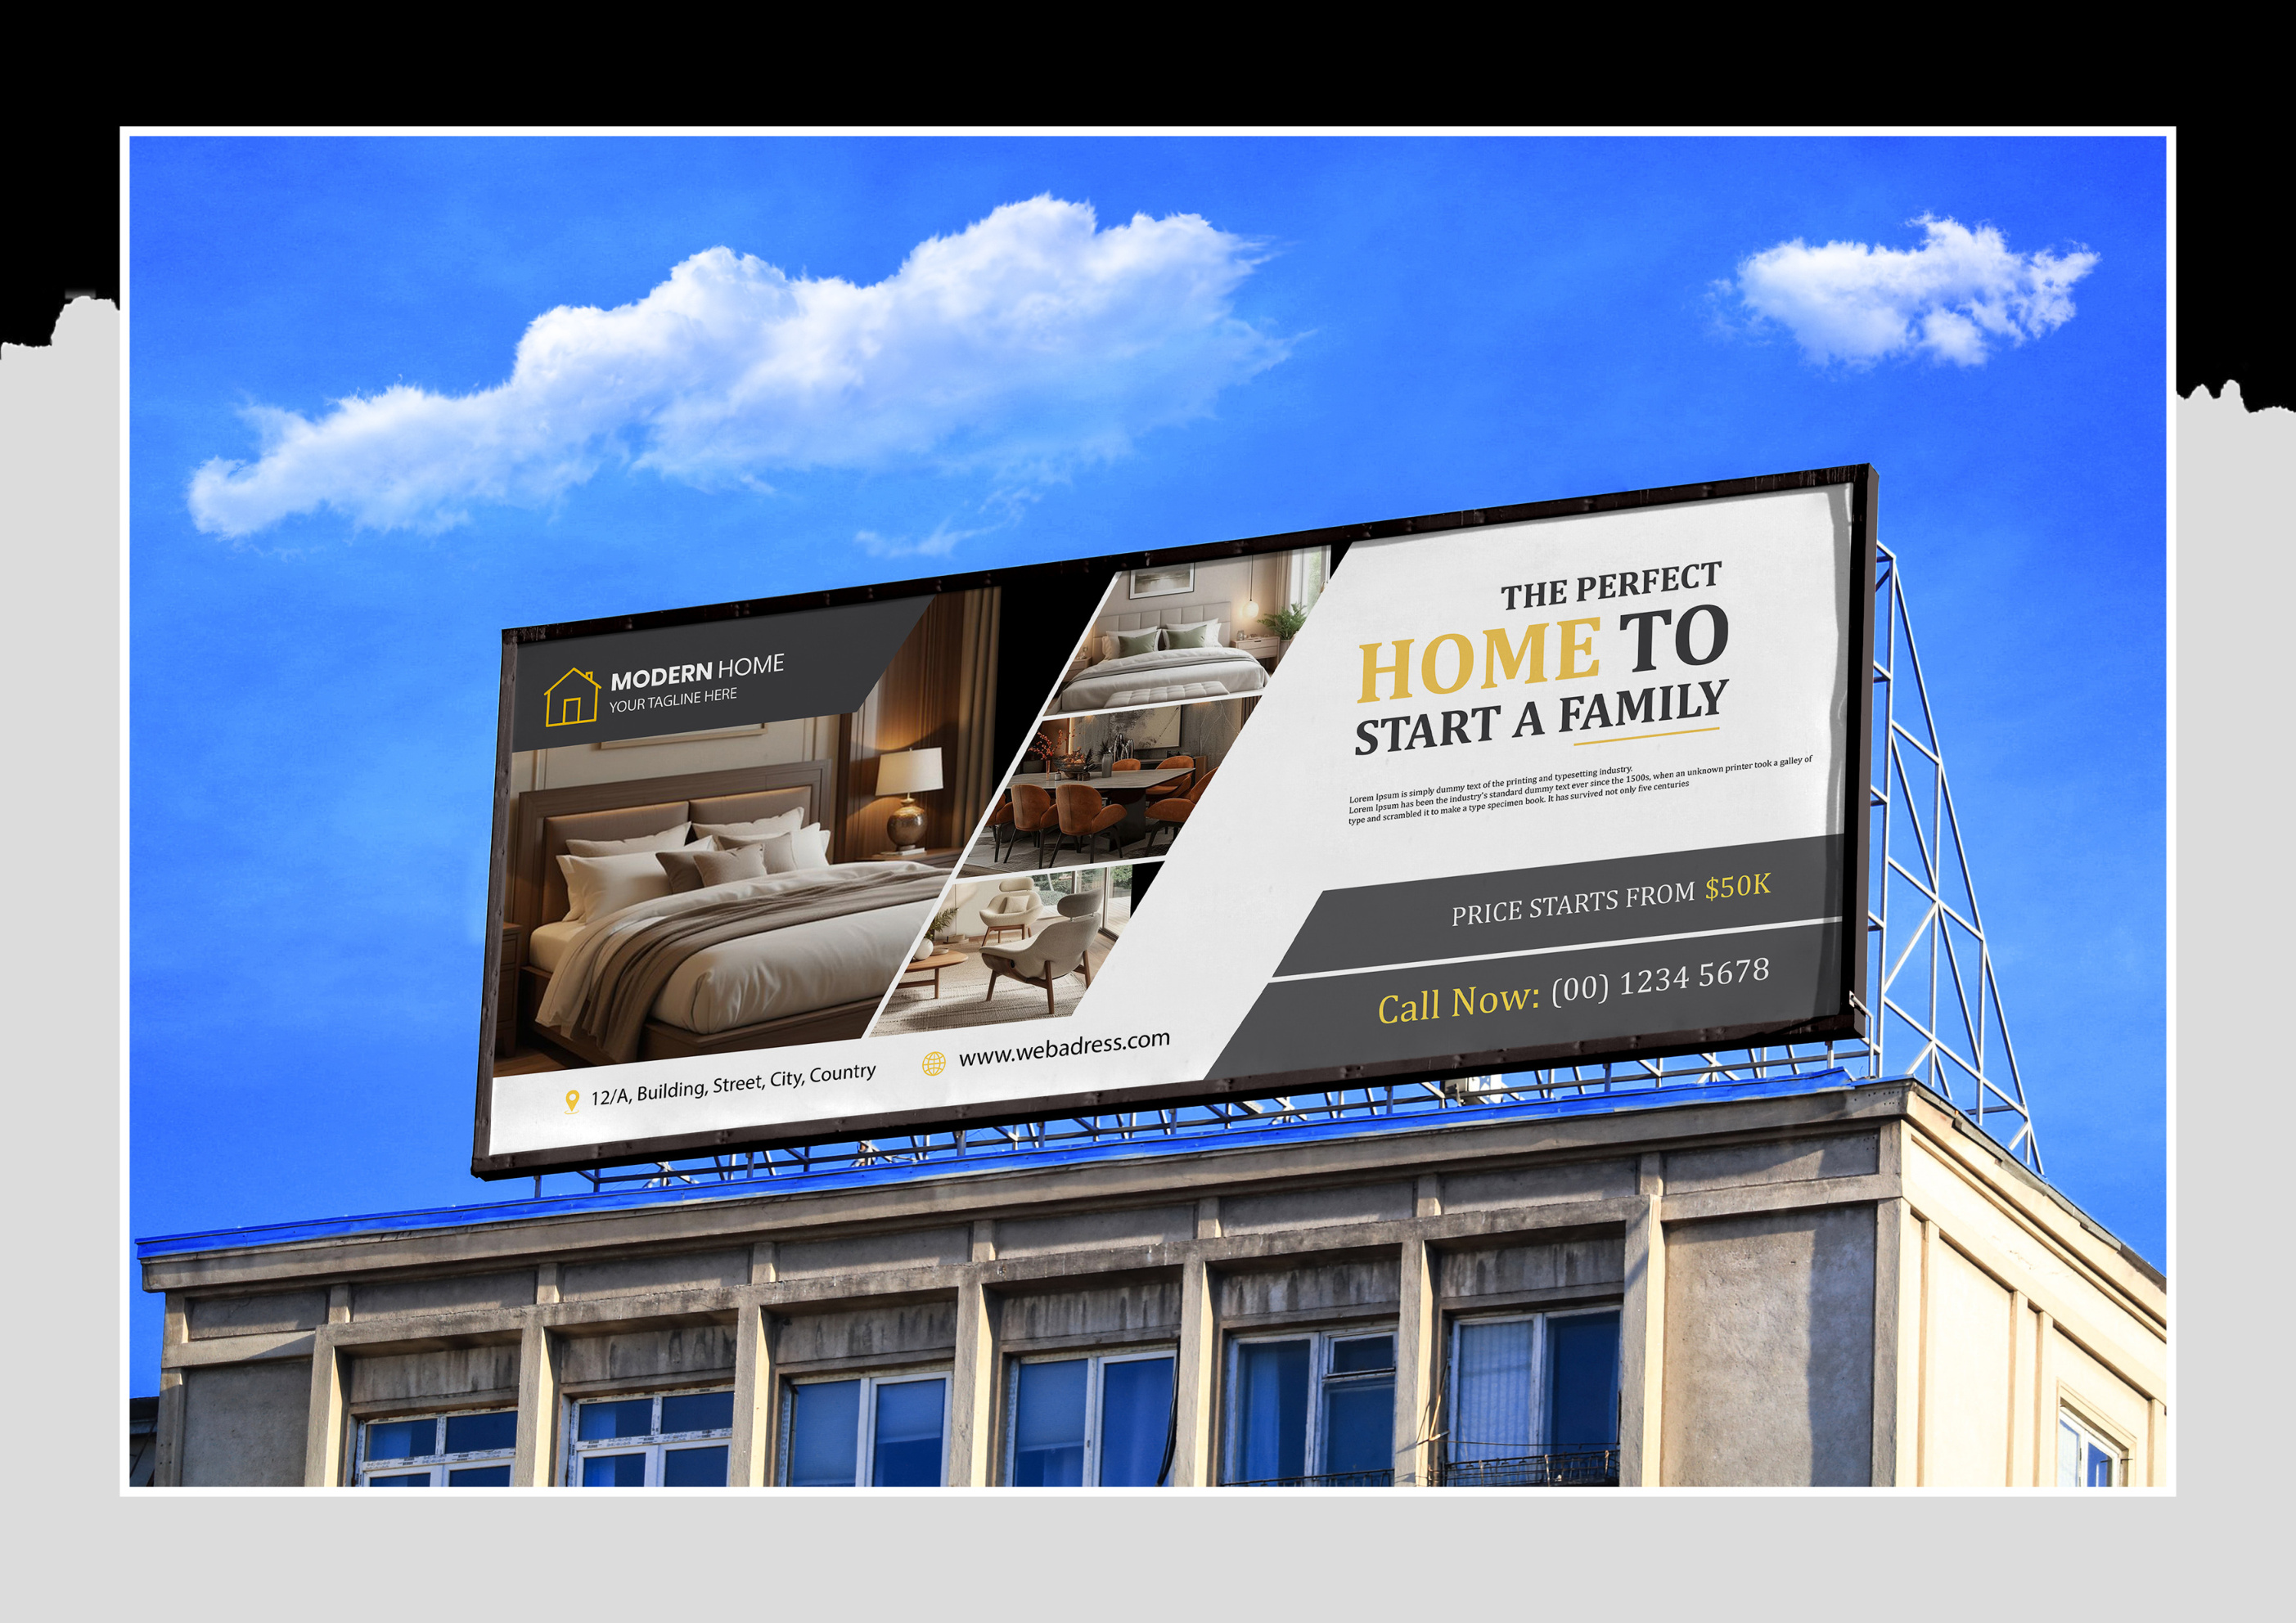 MODERN HOME
YOUR TAGLINE HERE
THE PERFECT
HOME TO
START A FAMILY
Lorem Ipsum is simply dummy text of the printing and typesetting industry.
Lorem Ipsum has been the industry's standard dummy text ever since the 1500s, when an unknown printer took a galley of
type and scrambled it to make a type specimen book. It has survived not only five centuries
PRICE STARTS FROM $50K
Call Now: (00) 1234 5678
12/A, Building, Street, City, Country
www.webadress.com